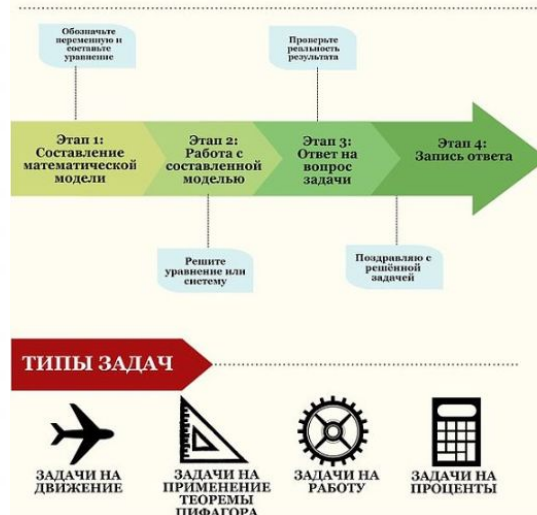 Обозначьте
переменную и
составьте
уравнение
Проверьте
реальность
результата
Этап 1:
Составление
математической
модели
Этап 2:
Работа с
составленной
моделью
Этап 3:
Ответ на
вопрос
задачи
Этап 4:
Запись ответа
Решите
уравнение или
систему
Поздравляю с
решённой
задачей
ТИПЫ ЗАДАЧ
ЗАДАЧИ НА
ДВИЖЕНИЕ
ЗАДАЧИ НА
ПРИМЕНЕНИЕ
ТЕОРЕМЫ
ПИФАГОРА
ЗАДАЧИ НА
РАБОТУ
ЗАДАЧИ НА
ПРОЦЕНТЫ